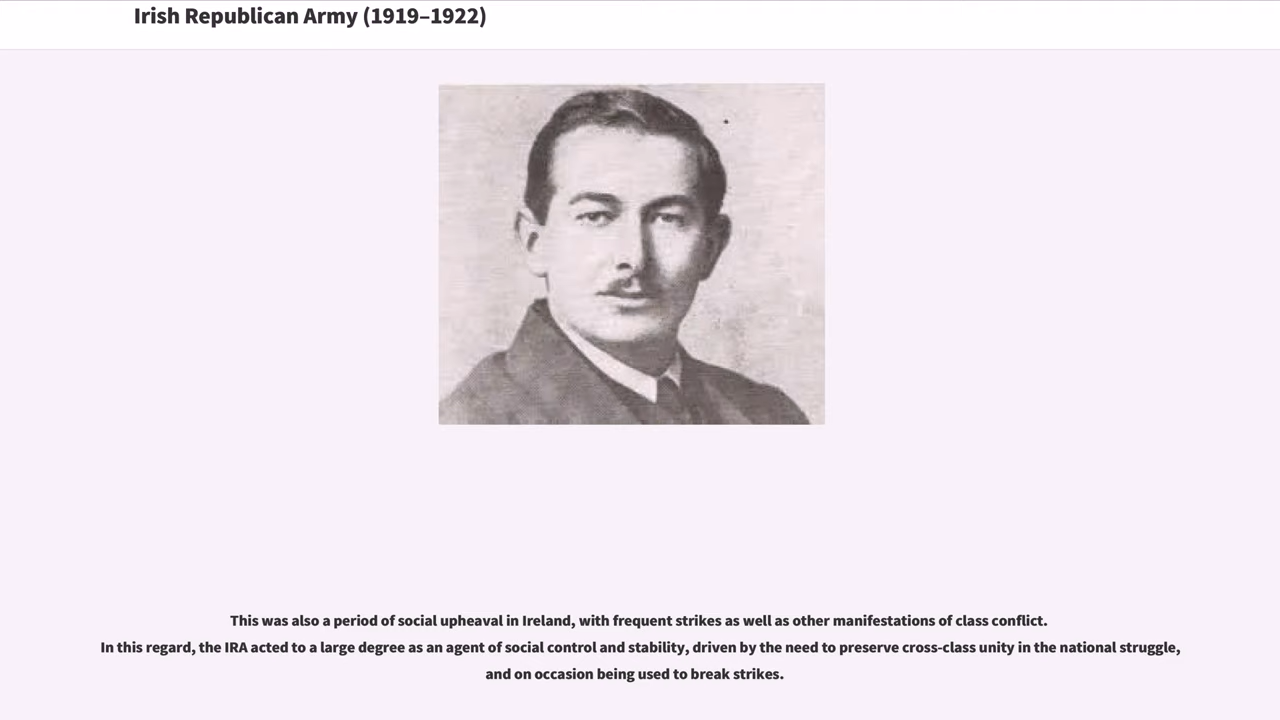 Irish Republican Army (1919–1922)
This was also a period of social upheaval in Ireland, with frequent strikes as well as other manifestations of class conflict.
In this regard, the IRA acted to a large degree as an agent of social control and stability, driven by the need to preserve cross-class unity in the national struggle,
and on occasion being used to break strikes.